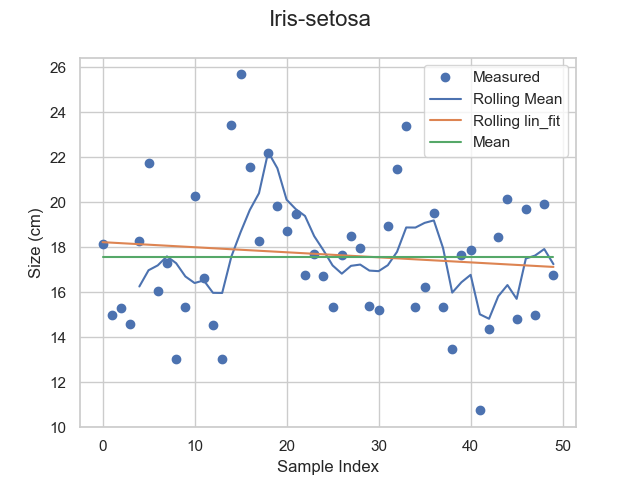 Iris-setosa
Measured
Rolling Mean
Rolling lin_fit
Mean
Size (cm)
26
24
22
20
18
16
14
12
10
0 10 20 30 40 50
Sample Index